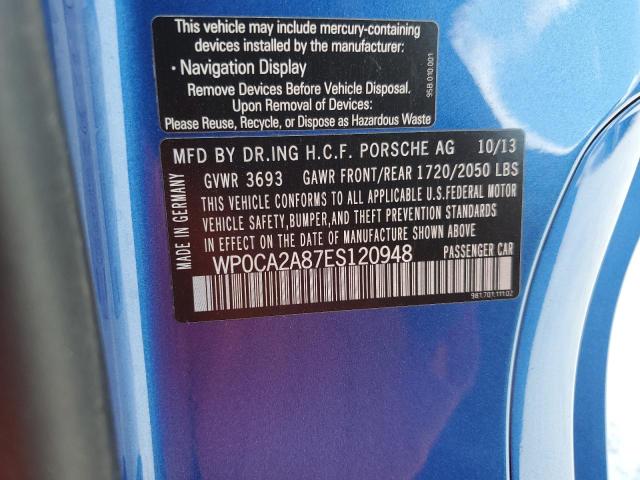 This vehicle may include mercury-containing
devices installed by the manufacturer:
• Navigation Display
Remove Devices Before Vehicle Disposal.
Upon Removal of Devices:
Please Reuse, Recycle, or Dispose as Hazardous Waste
95B.010.001
MFD BY DR.ING H.C.F. PORSCHE AG 10/13
GVWR 3693 GAWR FRONT/REAR 1720/2050 LBS
THIS VEHICLE CONFORMS TO ALL APPLICABLE U.S.FEDERAL MOTOR
VEHICLE SAFETY,BUMPER,AND THEFT PREVENTION STANDARDS
IN EFFECT ON THE DATE OF MANUFACTURE SHOWN ABOVE
WP0CA2A87ES120948 PASSENGER CAR
MADE IN GERMANY
981.701.111.02